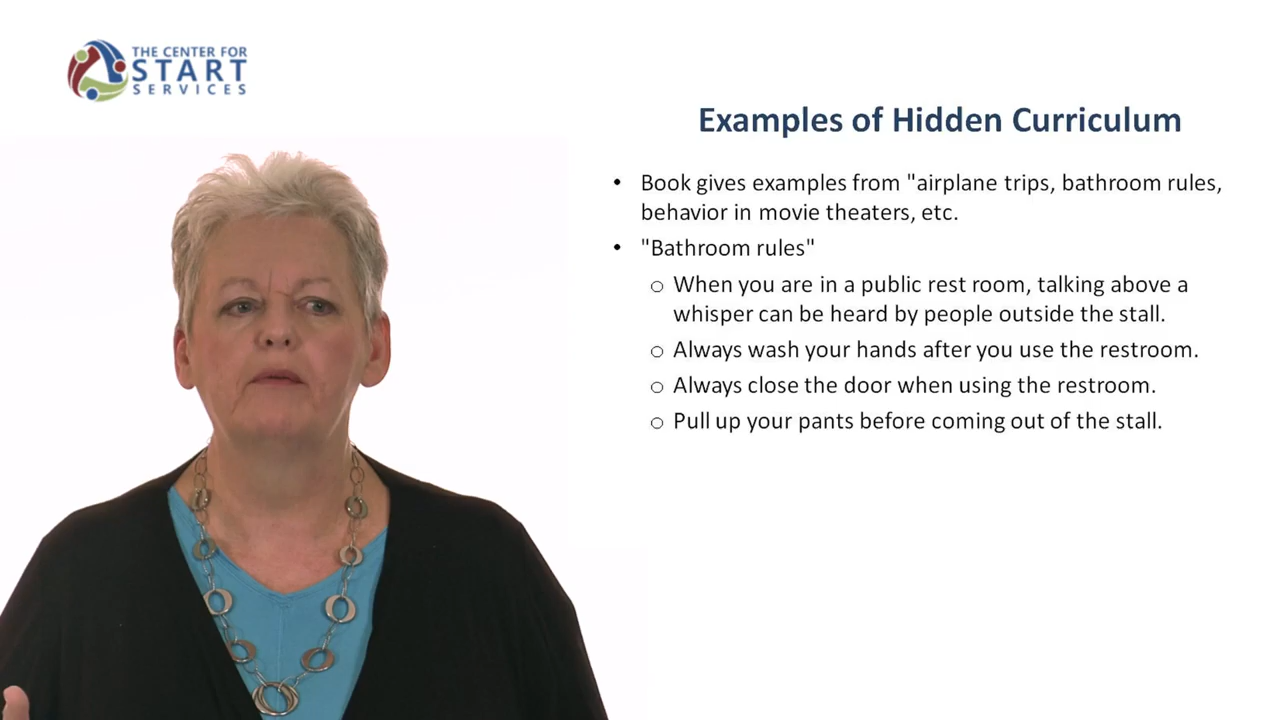 THE CENTER FOR
START
SERVICES
Examples of Hidden Curriculum
• Book gives examples from "airplane trips, bathroom rules,
behavior in movie theaters, etc.
• "Bathroom rules"
o When you are in a public rest room, talking above a
whisper can be heard by people outside the stall.
o Always wash your hands after you use the restroom.
o Always close the door when using the restroom.
o Pull up your pants before coming out of the stall.